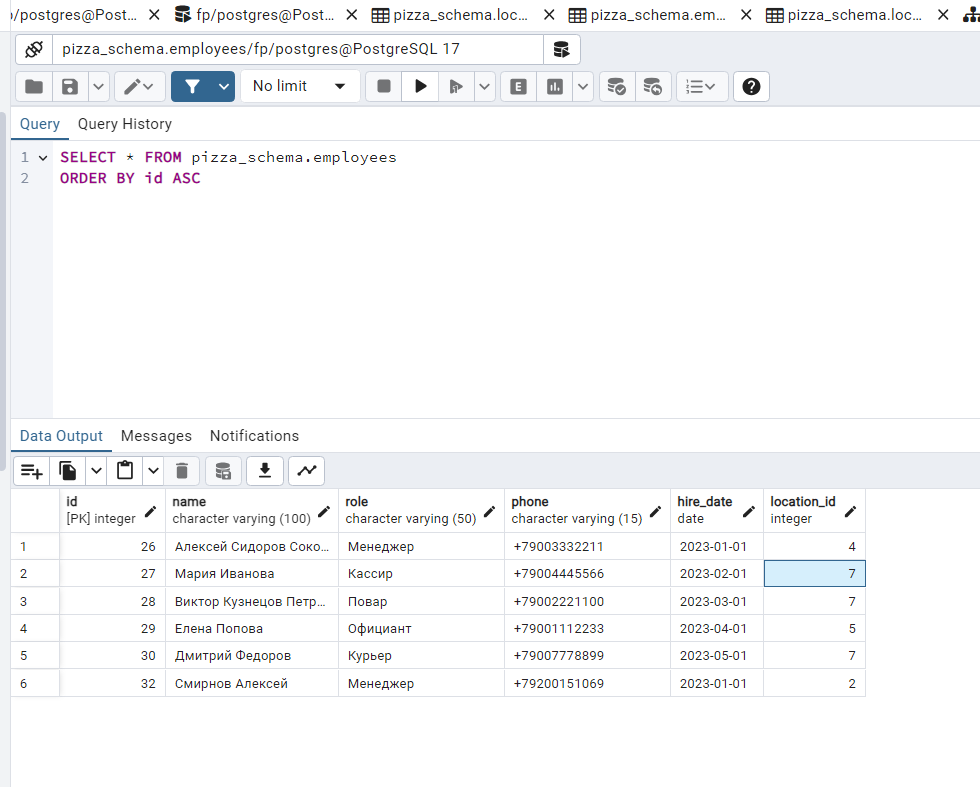 /postgres@Post... fp/postgres@Post... pizza_schema.loc... pizza_schema.em... pizza_schema.loc...
pizza_schema.employees/fp/postgres@PostgreSQL 17
No limit
Query Query History
1 SELECT * FROM pizza_schema.employees
2 ORDER BY id ASC
Data Output Messages Notifications
id name role phone hire_date location_id
[PK] integer character varying (100) character varying (50) character varying (15) date integer
1 26 Алексей Сидоров Соко... Менеджер +79003332211 2023-01-01 4
2 27 Мария Иванова Кассир +79004445566 2023-02-01 7
3 28 Виктор Кузнецов Петр... Повар +79002221100 2023-03-01 7
4 29 Елена Попова Официант +79001112233 2023-04-01 5
5 30 Дмитрий Федоров Курьер +79007778899 2023-05-01 7
6 32 Смирнов Алексей Менеджер +79200151069 2023-01-01 2